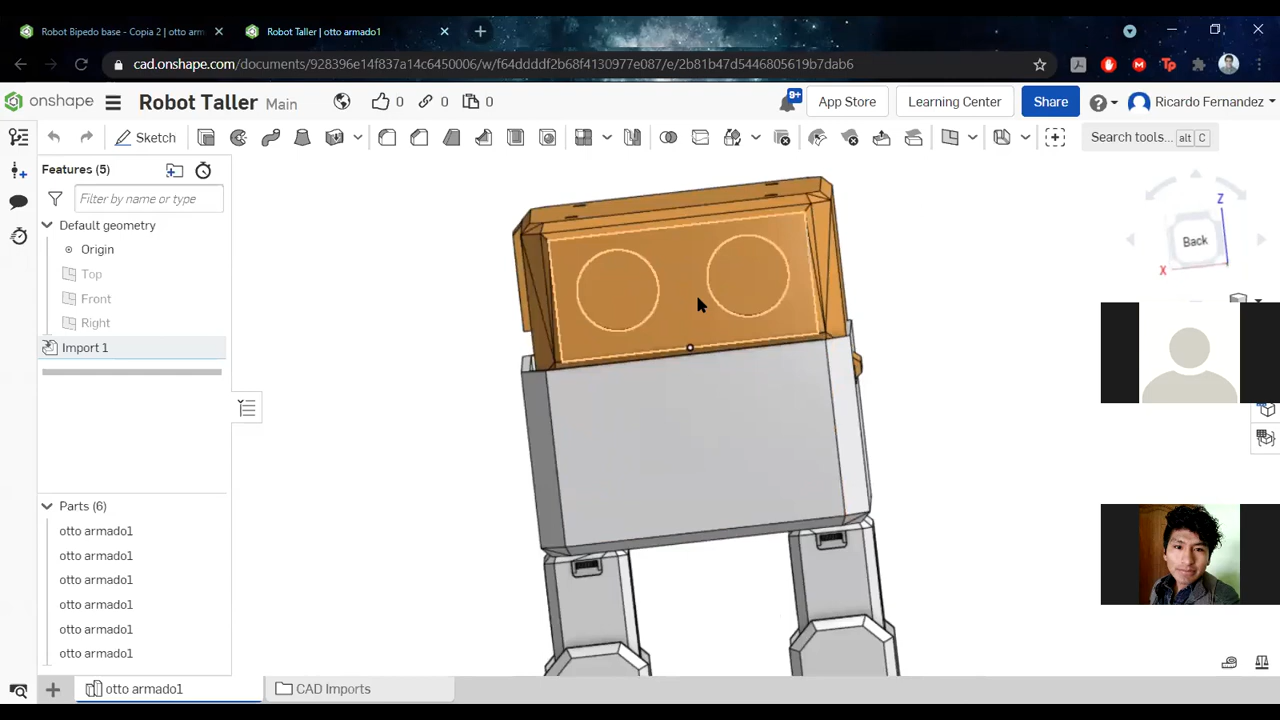 Robot Bipedo base - Copia 2 | otto arm
Robot Taller | otto armado1
cad.onshape.com/documents/928396e14f837a14c6450006/w/f64ddddf2b68f4130977e087/e/2b81b47d5446805619b7dab6
onshape
Robot Taller Main
0
0
0
9+
App Store
Learning Center
Share
Ricardo Fernandez
Sketch
Search tools... alt C
Features (5)
Filter by name or type
Default geometry
Origin
Top
Front
Right
Import 1
Parts (6)
otto armado1
otto armado1
otto armado1
otto armado1
otto armado1
otto armado1
Z
Back
X
otto armado1
CAD Imports